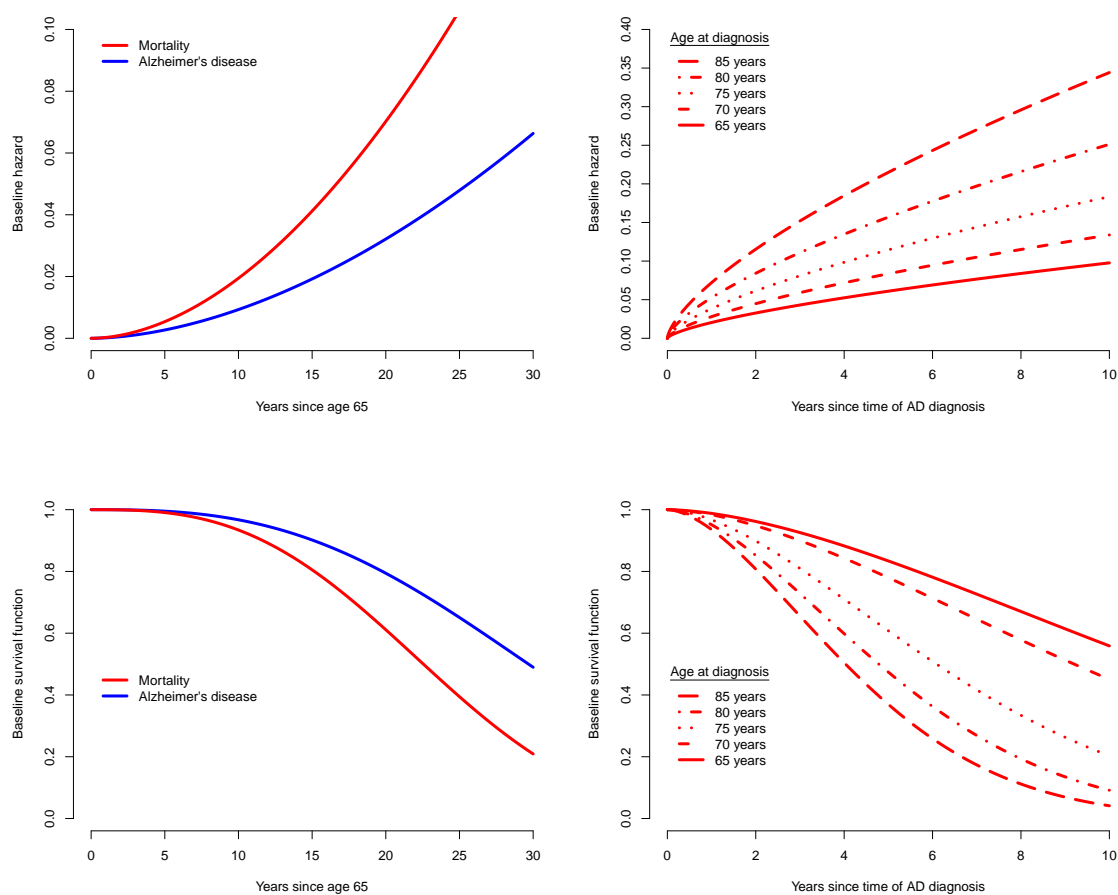 Baseline hazard
0.00 0.02 0.04 0.06 0.08 0.10
Mortality
Alzheimer's disease
0 5 10 15 20 25 30
Years since age 65
Baseline hazard
0.00 0.05 0.10 0.15 0.20 0.25 0.30 0.35 0.40
Age at diagnosis
85 years
80 years
75 years
70 years
65 years
0 2 4 6 8 10
Years since time of AD diagnosis
Baseline survival function
0.0 0.2 0.4 0.6 0.8 1.0
Mortality
Alzheimer's disease
0 5 10 15 20 25 30
Years since age 65
Baseline survival function
0.0 0.2 0.4 0.6 0.8 1.0
Age at diagnosis
85 years
80 years
75 years
70 years
65 years
0 2 4 6 8 10
Years since time of AD diagnosis